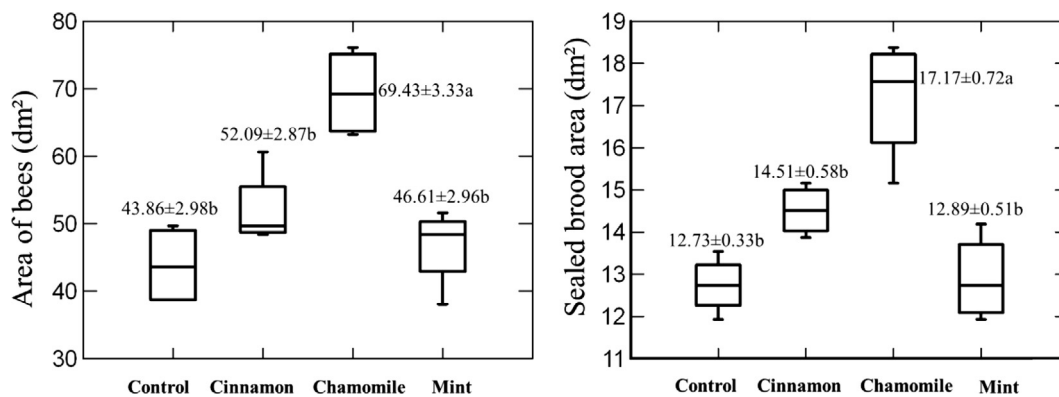 Area of bees (dm²)
80
70
60
50
40
30
43.86±2.98b
52.09±2.87b
69.43±3.33a
46.61±2.96b
Control Cinnamon Chamomile Mint
Sealed brood area (dm²)
19
18
17
16
15
14
13
12
11
12.73±0.33b
14.51±0.58b
17.17±0.72a
12.89±0.51b
Control Cinnamon Chamomile Mint